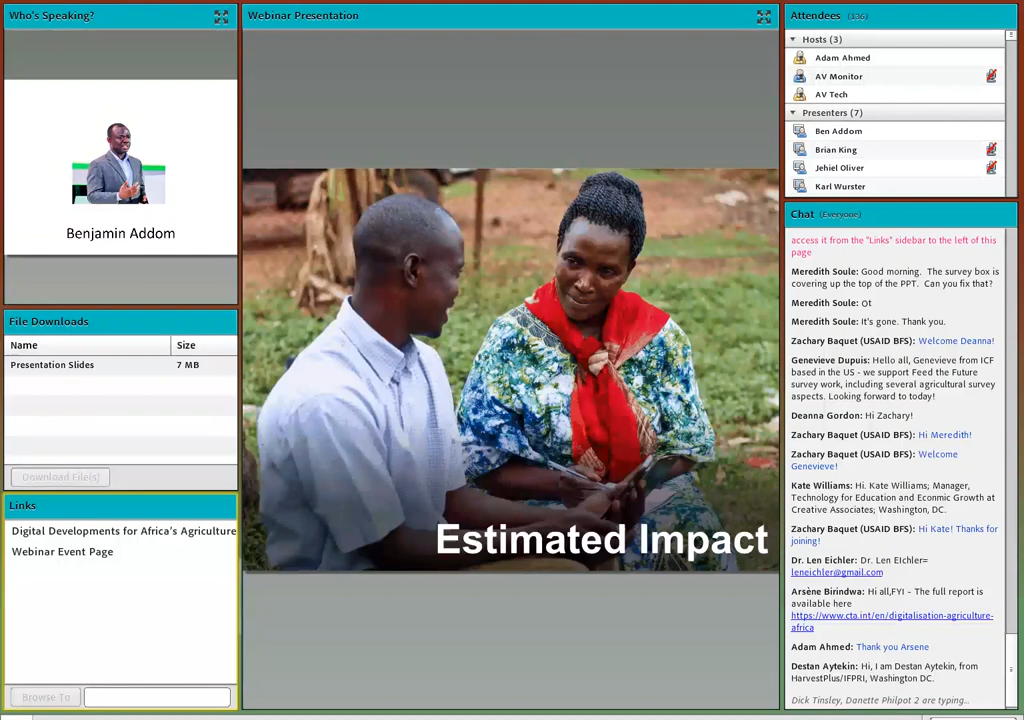 Who's Speaking?
Benjamin Addom
File Downloads
Name Size
Presentation Slides 7 MB
Download File(s)
Links
Digital Developments for Africa's Agriculture
Webinar Event Page
Browse To
Webinar Presentation
Estimated Impact
Attendees (136)
Hosts (3)
Adam Ahmed
AV Monitor
AV Tech
Presenters (7)
Ben Addom
Brian King
Jehiel Oliver
Karl Wurster
Chat (Everyone)
access it from the "Links" sidebar to the left of this
page
Meredith Soule: Good morning. The survey box is
covering up the top of the PPT. Can you fix that?
Meredith Soule: Ot
Meredith Soule: It's gone. Thank you.
Zachary Baquet (USAID BFS): Welcome Deanna!
Genevieve Dupuis: Hello all, Genevieve from ICF
based in the US - we support Feed the Future
survey work, including several agricultural survey
aspects. Looking forward to today!
Deanna Gordon: Hi Zachary!
Zachary Baquet (USAID BFS): Hi Meredith!
Zachary Baquet (USAID BFS): Welcome
Genevieve!
Kate Williams: Hi. Kate Williams; Manager,
Technology for Education and Econmic Growth at
Creative Associates; Washington, DC.
Zachary Baquet (USAID BFS): Hi Kate! Thanks for
joining!
Dr. Len Eichler: Dr. Len EIchler=
leneichler@gmail.com
Arsène Birindwa: Hi all,FYI - The full report is
available here
https://www.cta.int/en/digitalisation-agriculture-
africa
Adam Ahmed: Thank you Arsene
Destan Aytekin: Hi, I am Destan Aytekin, from
HarvestPlus/IFPRI, Washington DC.
Dick Tinsley, Danette Philpot 2 are typing...